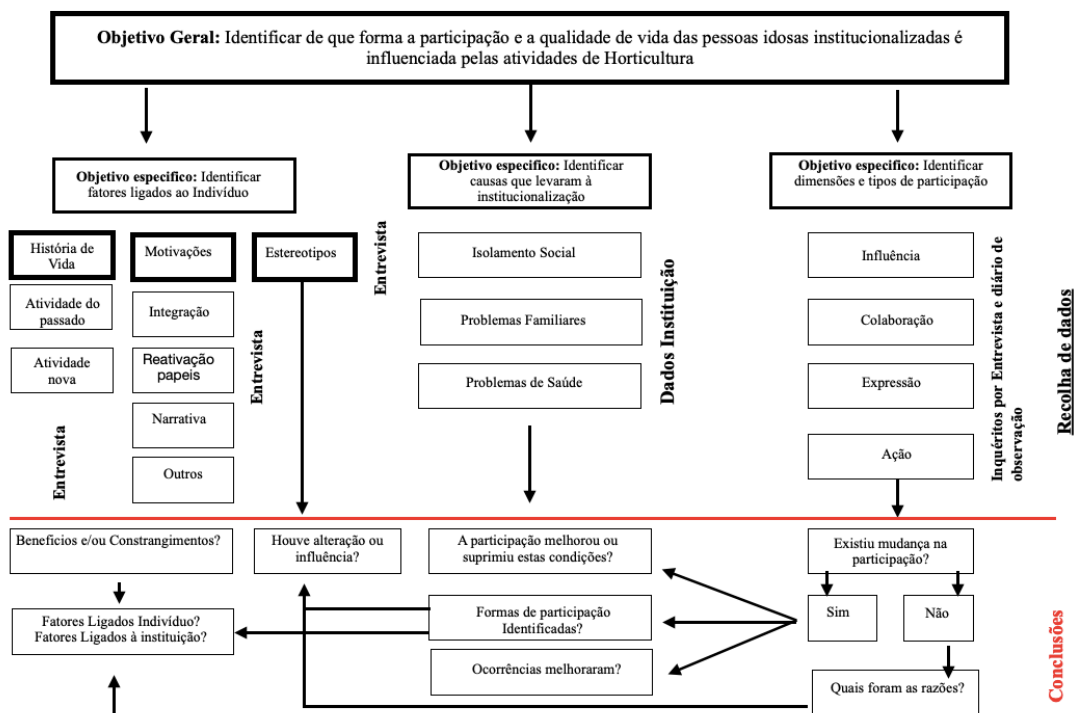 Objetivo Geral: Identificar de que forma a participação e a qualidade de vida das pessoas idosas institucionalizadas é
influenciada pelas atividades de Horticultura
Objetivo especifico: Identificar
fatores ligados ao Indivíduo
Objetivo especifico: Identificar
causas que levaram à
institucionalização
Objetivo especifico: Identificar
dimensões e tipos de participação
História de
Vida
Motivações
Estereotipos
Atividade do
passado
Atividade
nova
Entrevista
Integração
Reativação
papeis
Narrativa
Outros
Entrevista
Entrevista
Isolamento Social
Problemas Familiares
Problemas de Saúde
Dados Instituição
Influência
Colaboração
Expressão
Ação
Inquéritos por Entrevista e diário de
observação
Recolha de dados
Benefícios e/ou Constrangimentos?
Houve alteração ou
influência?
A participação melhorou ou
suprimiu estas condições?
Existiu mudança na
participação?
Fatores Ligados Indivíduo?
Fatores Ligados à instituição?
Formas de participação
Identificadas?
Sim
Não
Ocorrências melhoraram?
Quais foram as razões?
Conclusões